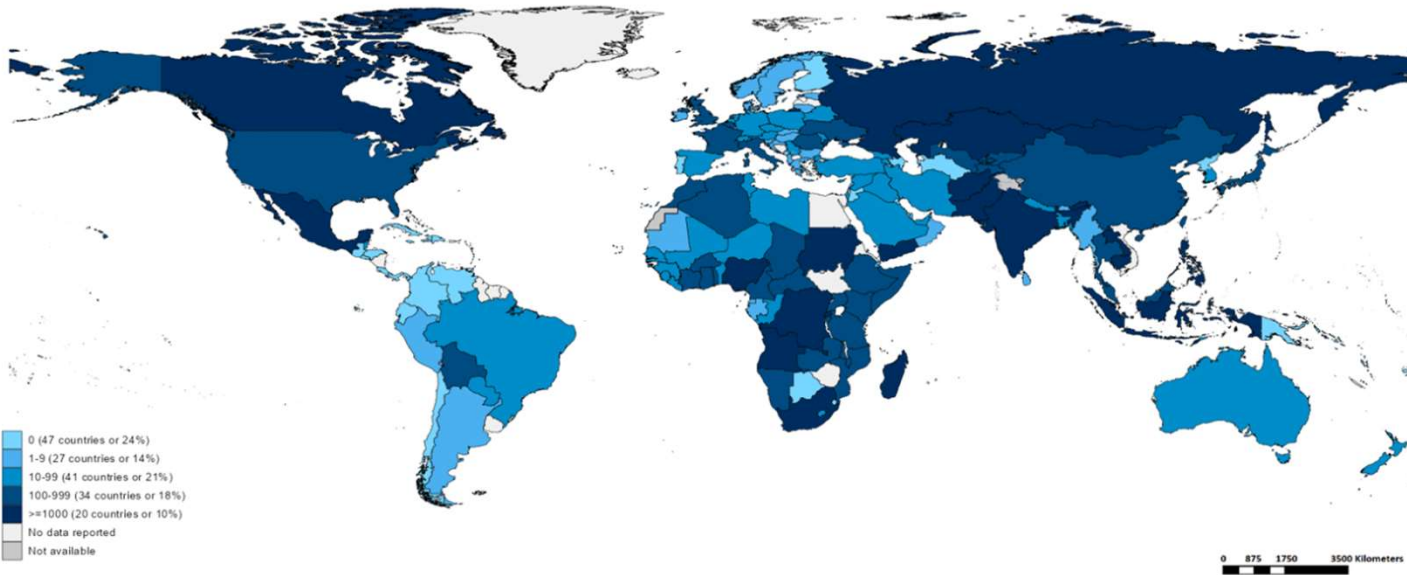 0 (47 countries or 24%)
1-9 (27 countries or 14%)
10-99 (41 countries or 21%)
100-999 (34 countries or 18%)
>=1000 (20 countries or 10%)
No data reported
Not available
0 875 1750 3500 Kilometers